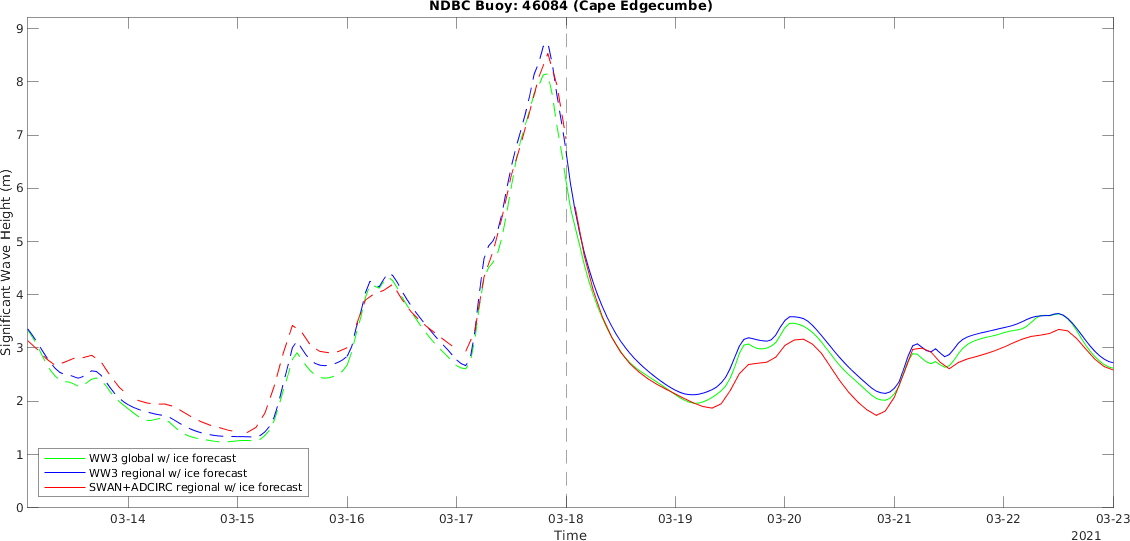 NDBC Buoy: 46084 (Cape Edgecumbe)
Significant Wave Height (m)
9
8
7
6
5
4
3
2
1
0
WW3 global w/ ice forecast
WW3 regional w/ ice forecast
SWAN+ADCIRC regional w/ ice forecast
03-14 03-15 03-16 03-17 03-18 03-19 03-20 03-21 03-22 03-23
Time
2021